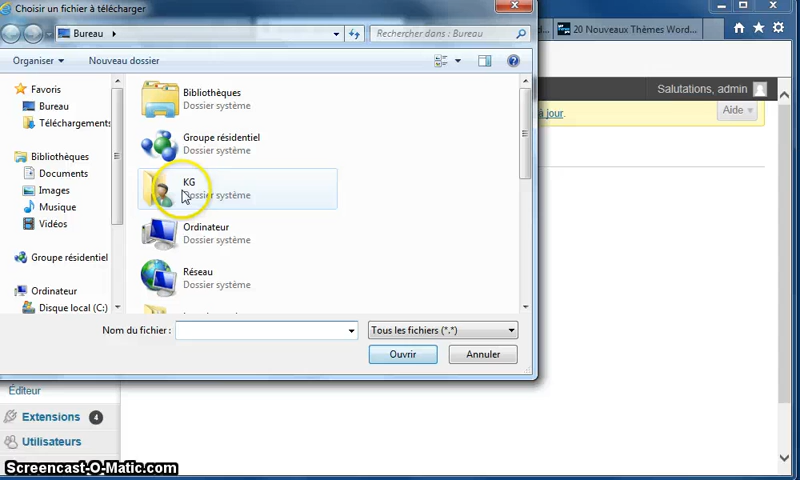 Choisir un fichier à télécharger
Bureau
Rechercher dans : Bureau
20 Nouveaux Thèmes Word...
Organiser
Nouveau dossier
Salutations, admin
à jour.
Aide
Favoris
Bureau
Téléchargements
Bibliothèques
Documents
Images
Musique
Vidéos
Groupe résidentiel
Ordinateur
Disque local (C:)
Bibliothèques
Dossier système
Groupe résidentiel
Dossier système
KG
Dossier système
Ordinateur
Dossier système
Réseau
Dossier système
Nom du fichier :
Tous les fichiers (*.*)
Ouvrir
Annuler
Éditeur
Extensions 4
Utilisateurs
Screencast-O-Matic.com